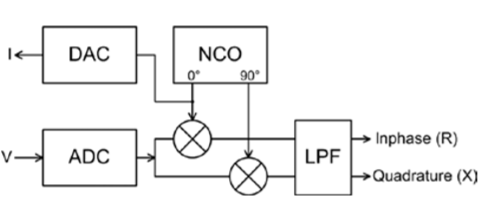 I
DAC
NCO
0°
90°
V
ADC
LPF
Inphase (R)
Quadrature (X)